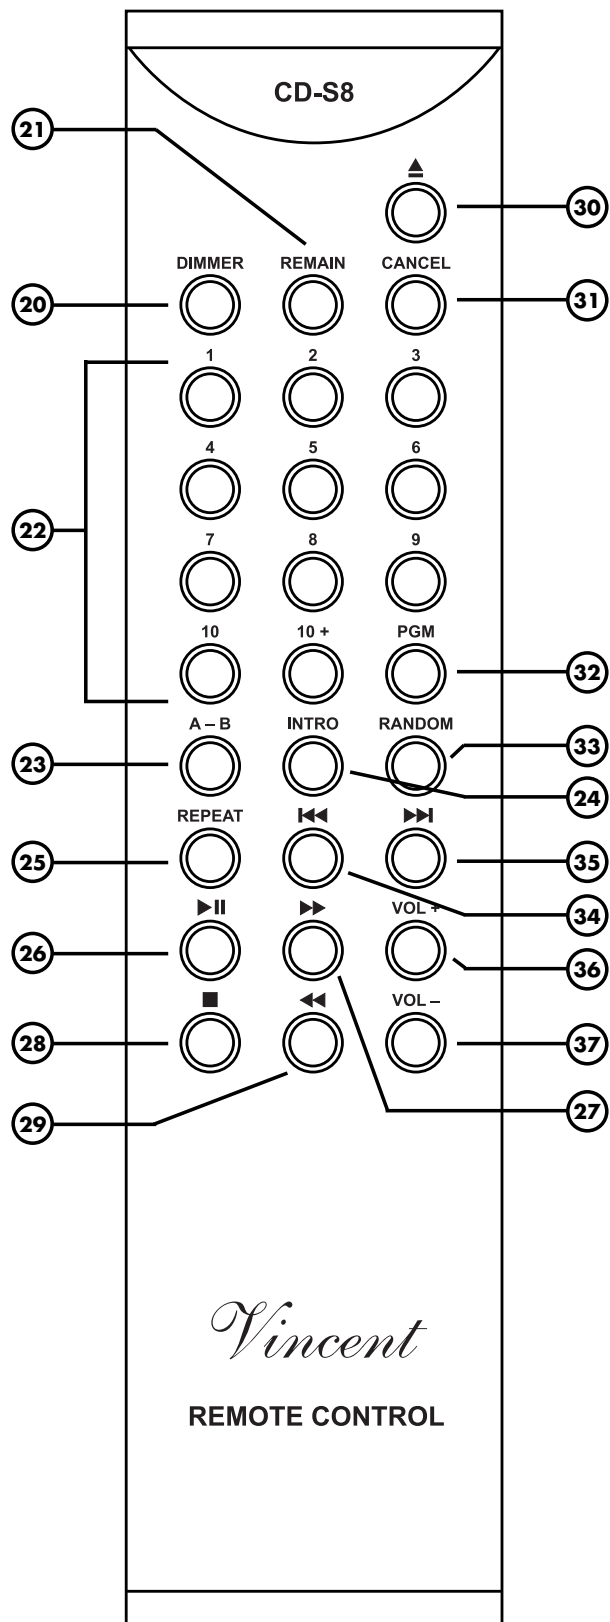 CD-S8
21
30
DIMMER REMAIN CANCEL
20 31
1 2 3
4 5 6
22
7 8 9
10 10 + PGM
32
A – B INTRO RANDOM
23 33
24
REPEAT
25 35
34
VOL +
26 36
VOL –
28 37
29 27
Vincent
REMOTE CONTROL